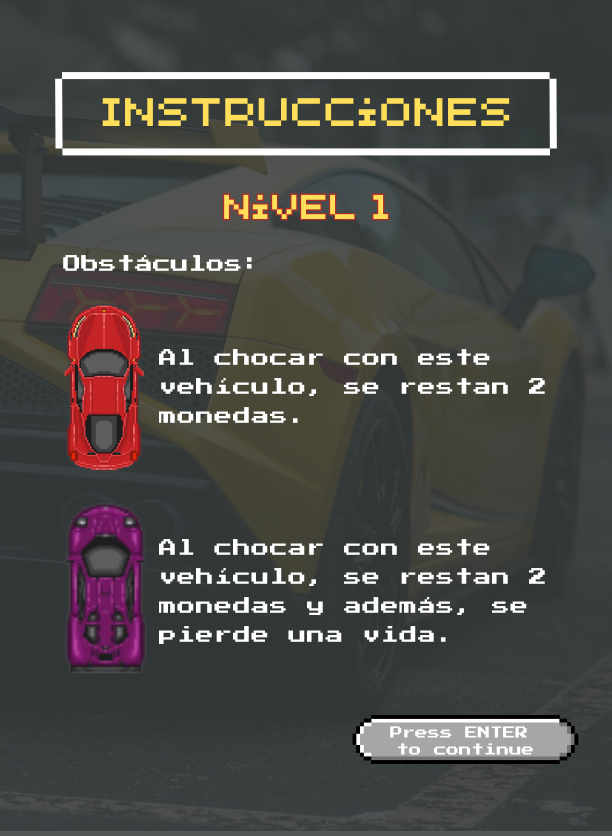 INSTRUCCiONES
NiVEL 1
Obstáculos:
Al chocar con este
vehículo, se restan 2
monedas.
Al chocar con este
vehículo, se restan 2
monedas y además, se
pierde una vida.
Press ENTER
to continue